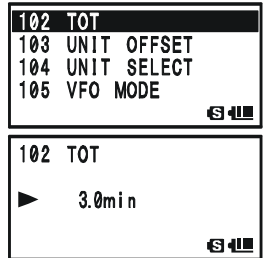 102 TOT
103 UNIT OFFSET
104 UNIT SELECT
105 VFO MODE
S
102 TOT
▶ 3.0min
S